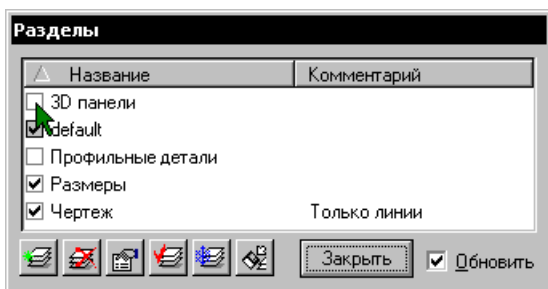 Разделы
Название Комментарий
3D панели
default
Профильные детали
Размеры
Чертеж Только линии
Закрыть Обновить